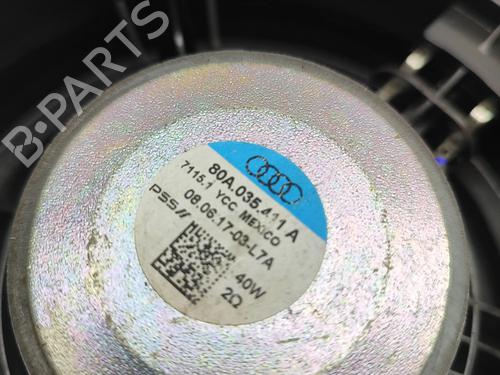 B·PARTS
80A.035.411 A
7115.1 YCC MEXICO
08.06.17-03-L7A
PSS//
40W
2Ω